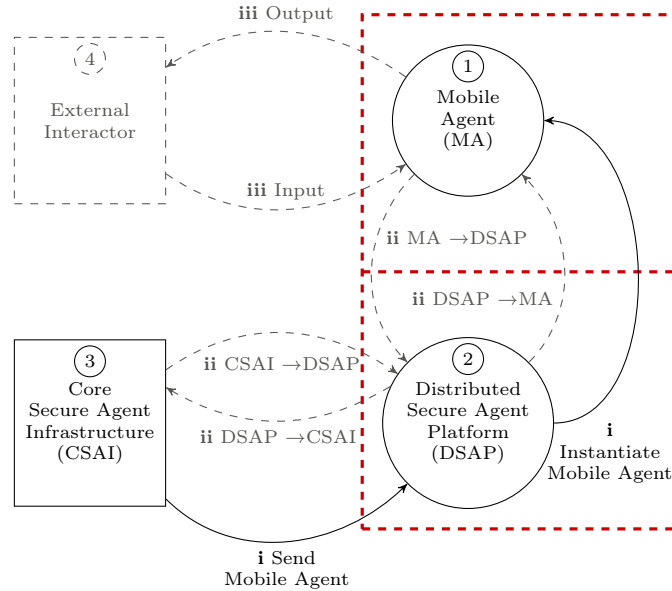 iii Output
4
External
Interactor
1
Mobile
Agent
(MA)
iii Input
ii MA →DSAP
ii DSAP →MA
3
Core
Secure Agent
Infrastructure
(CSAI)
ii CSAI →DSAP
ii DSAP →CSAI
2
Distributed
Secure Agent
Platform
(DSAP)
i
Instantiate
Mobile Agent
i Send
Mobile Agent